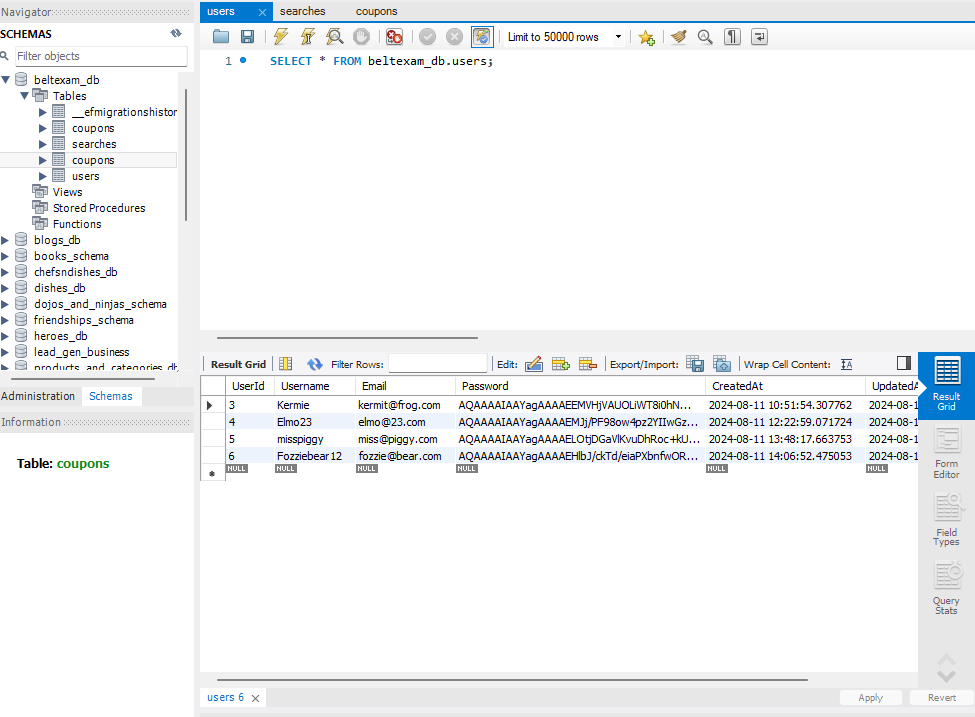 Navigator
users
searches
coupons
SCHEMAS
Filter objects
Limit to 50000 rows
1
SELECT * FROM beltexam_db.users;
beltexam_db
Tables
__efmigrationshistor
coupons
searches
coupons
users
Views
Stored Procedures
Functions
blogs_db
books_schema
chefsndishes_db
dishes_db
dojos_and_ninjas_schema
friendships_schema
heroes_db
lead_gen_business
products_and_categories_db
Administration
Schemas
Information
Table: coupons
Result Grid
Filter Rows:
Edit:
Export/Import:
Wrap Cell Content:
UserId Username Email Password CreatedAt UpdatedA
3 Kermie kermit@frog.com AQAAAAIAAYagAAAAEEMVHjVAUOLiWT8i0hN... 2024-08-11 10:51:54.307762 2024-08-1
4 Elmo23 elmo@23.com AQAAAAIAAYagAAAAEMJj/PF98ow4pz2YIIwGz... 2024-08-11 12:22:59.071724 2024-08-1
5 misspiggy miss@piggy.com AQAAAAIAAYagAAAAELOtjDGaVlKvuDhRoc+kU... 2024-08-11 13:48:17.663753 2024-08-1
6 Fozziebear12 fozzie@bear.com AQAAAAIAAYagAAAAEHlbJ/ckTd/eiaPXbnfwOR... 2024-08-11 14:06:52.475053 2024-08-1
NULL NULL NULL NULL NULL NULL
Result
Grid
Form
Editor
Field
Types
Query
Stats
users 6
Apply
Revert